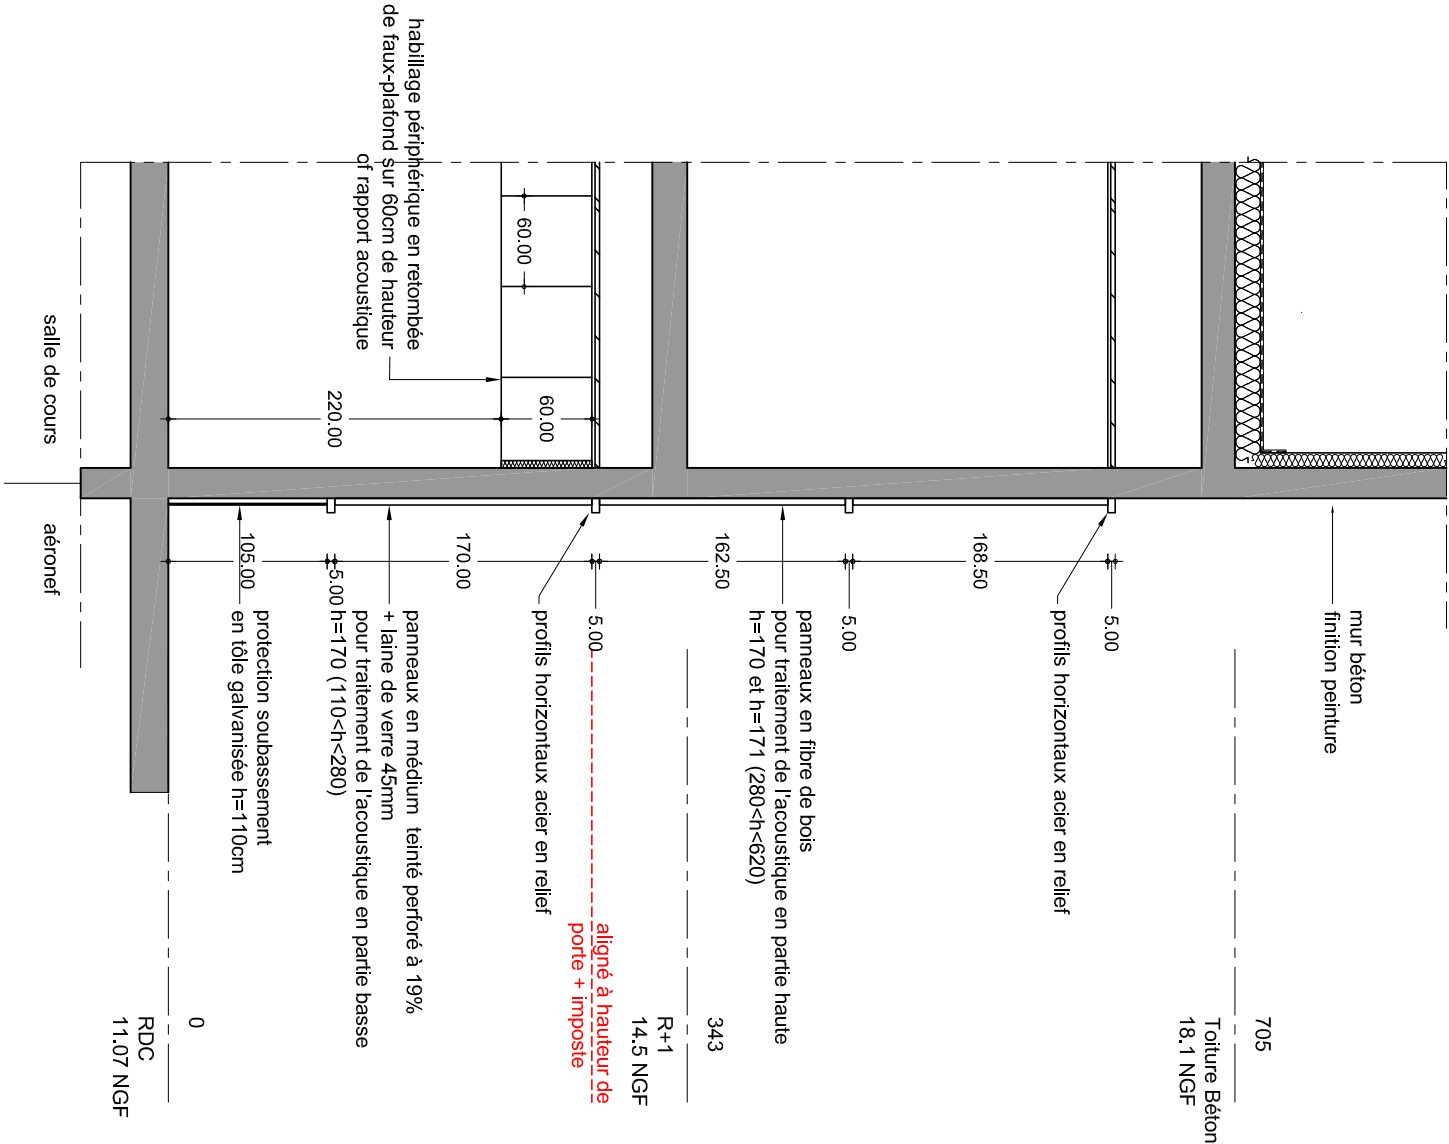 705
Toiture Béton
18.1 NGF
mur béton
finition peinture
5.00
profils horizontaux acier en relief
168.50
343
R+1
14.5 NGF
panneaux en fibre de bois
pour traitement de l'acoustique en partie haute
h=170 et h=171 (280<h<620)
5.00
162.50
aligné à hauteur de
porte + imposte
5.00
profils horizontaux acier en relief
60.00
60.00
170.00
habillage périphérique en retombée
de faux-plafond sur 60cm de hauteur
cf rapport acoustique
panneaux en médium teinté perforé à 19%
+ laine de verre 45mm
pour traitement de l'acoustique en partie basse
h=170 (110<h<280)
220.00
5.00
105.00
protection soubassement
en tôle galvanisée h=110cm
0
RDC
11.07 NGF
salle de cours
aéronef